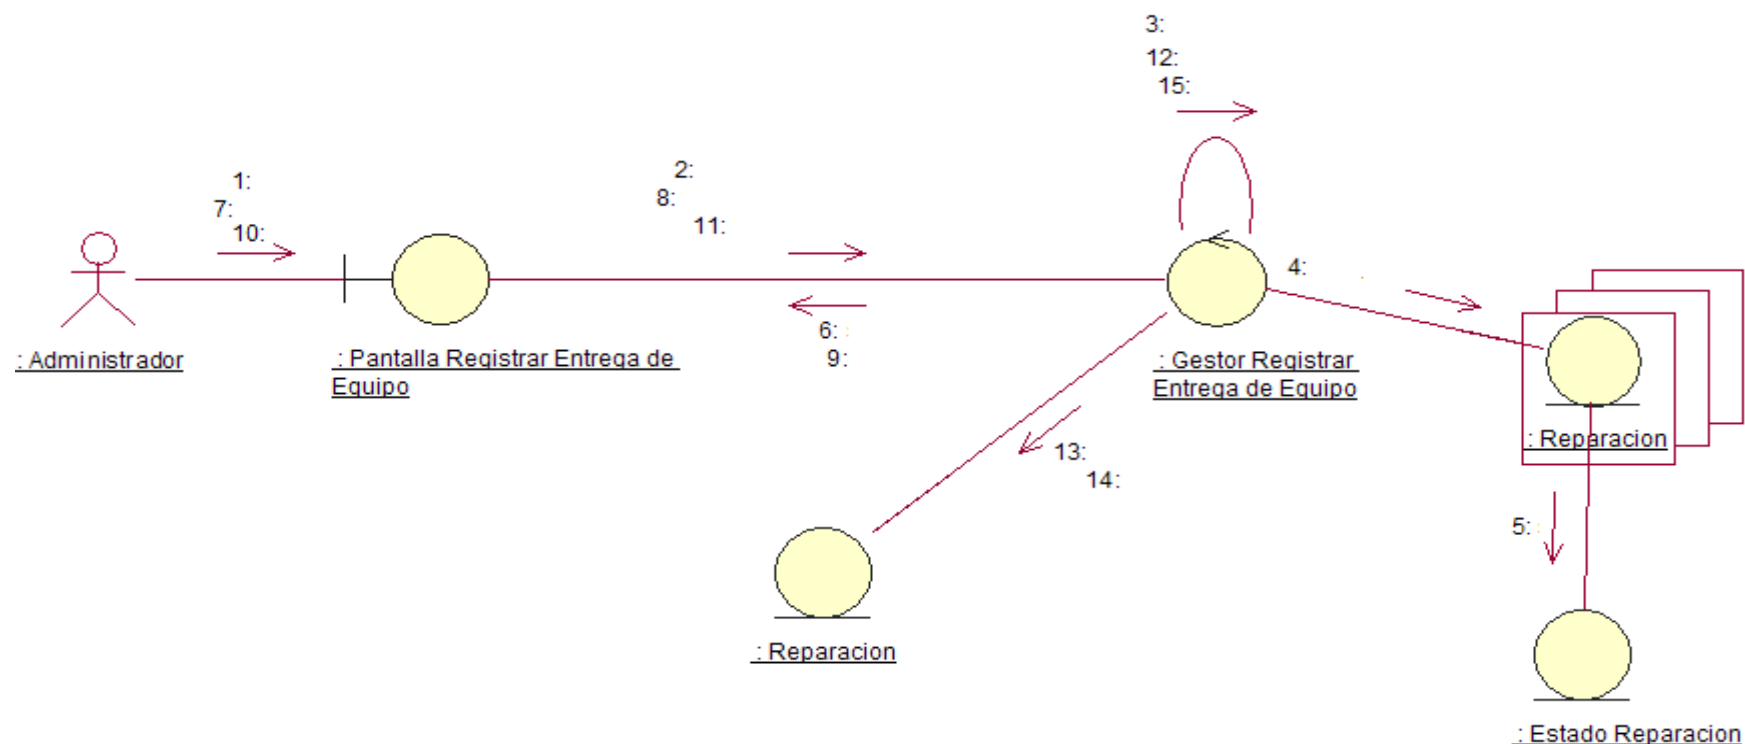 3:
12:
15:
1:
7:
10:
2:
8:
11:
4:
6:
9:
: Administrador
: Pantalla Registrar Entrega de
Equipo
: Gestor Registrar
Entrega de Equipo
: Reparacion
13:
14:
5:
: Reparacion
: Estado Reparacion